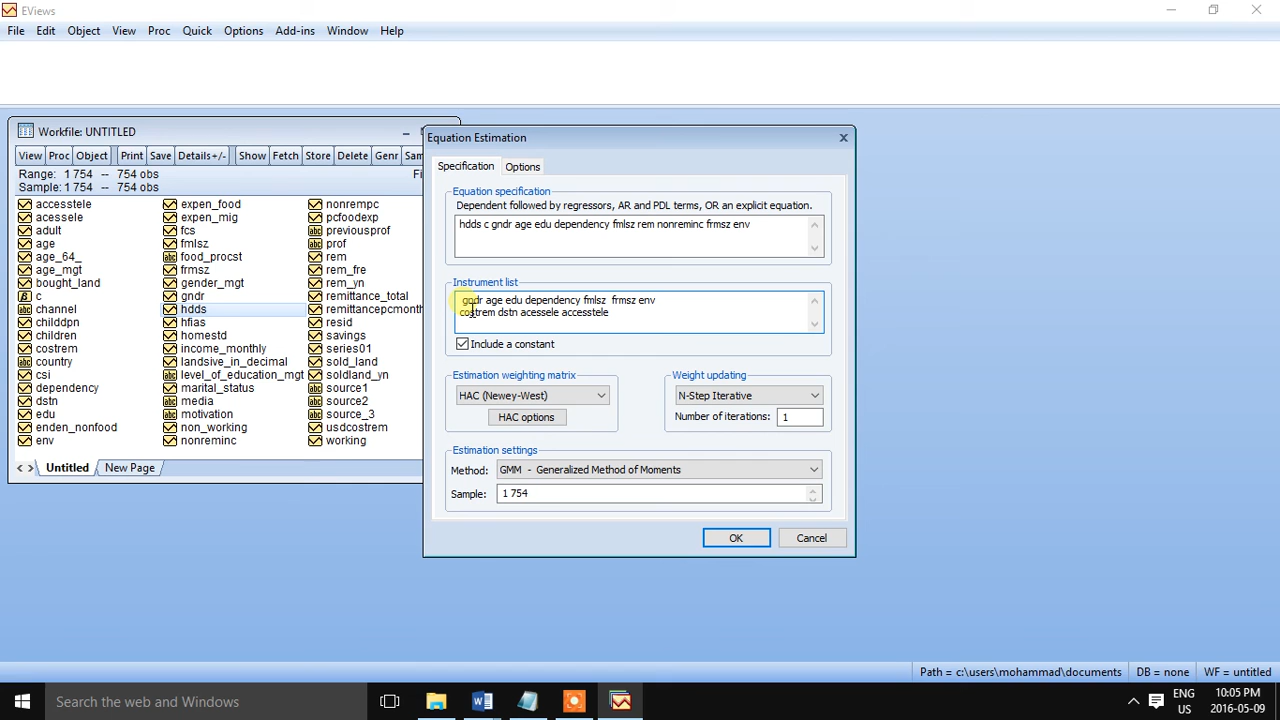 EViews
File Edit Object View Proc Quick Options Add-ins Window Help
Workfile: UNTITLED
View Proc Object Print Save Details+/- Show Fetch Store Delete Genr
Range: 1 754 -- 754 obs
Sample: 1 754 -- 754 obs
accesstele expen_food nonrempc
acessele expen_mig pcfoodexp
adult fcs previousprof
age fmlsz prof
age_64_ food_procst rem
age_mgt frmsz rem_fre
bought_land gender_mgt rem_yn
c gndr remittance_total
channel hdds remittancepcmonth
childdpn hfias resid
children homestd savings
costrem income_monthly series01
country landsive_in_decimal sold_land
csi level_of_education_mgt soldland_yn
dependency marital_status source1
dstn media source2
edu motivation source_3
enden_nonfood non_working usdcostrem
env nonreminc working
Untitled New Page
Equation Estimation
Specification Options
Equation specification
Dependent followed by regressors, AR and PDL terms, OR an explicit equation.
hdds c gndr age edu dependency fmlsz rem nonreminc frmsz env
Instrument list
gndr age edu dependency fmlsz frmsz env
costrem dstn acessele accesstele
Include a constant
Estimation weighting matrix
HAC (Newey-West)
HAC options
Weight updating
N-Step Iterative
Number of iterations: 1
Estimation settings
Method: GMM - Generalized Method of Moments
Sample: 1 754
OK Cancel
Path = c:\users\mohammad\documents DB = none WF = untitled
Search the web and windows
ENG
US
10:05 PM
2016-05-09